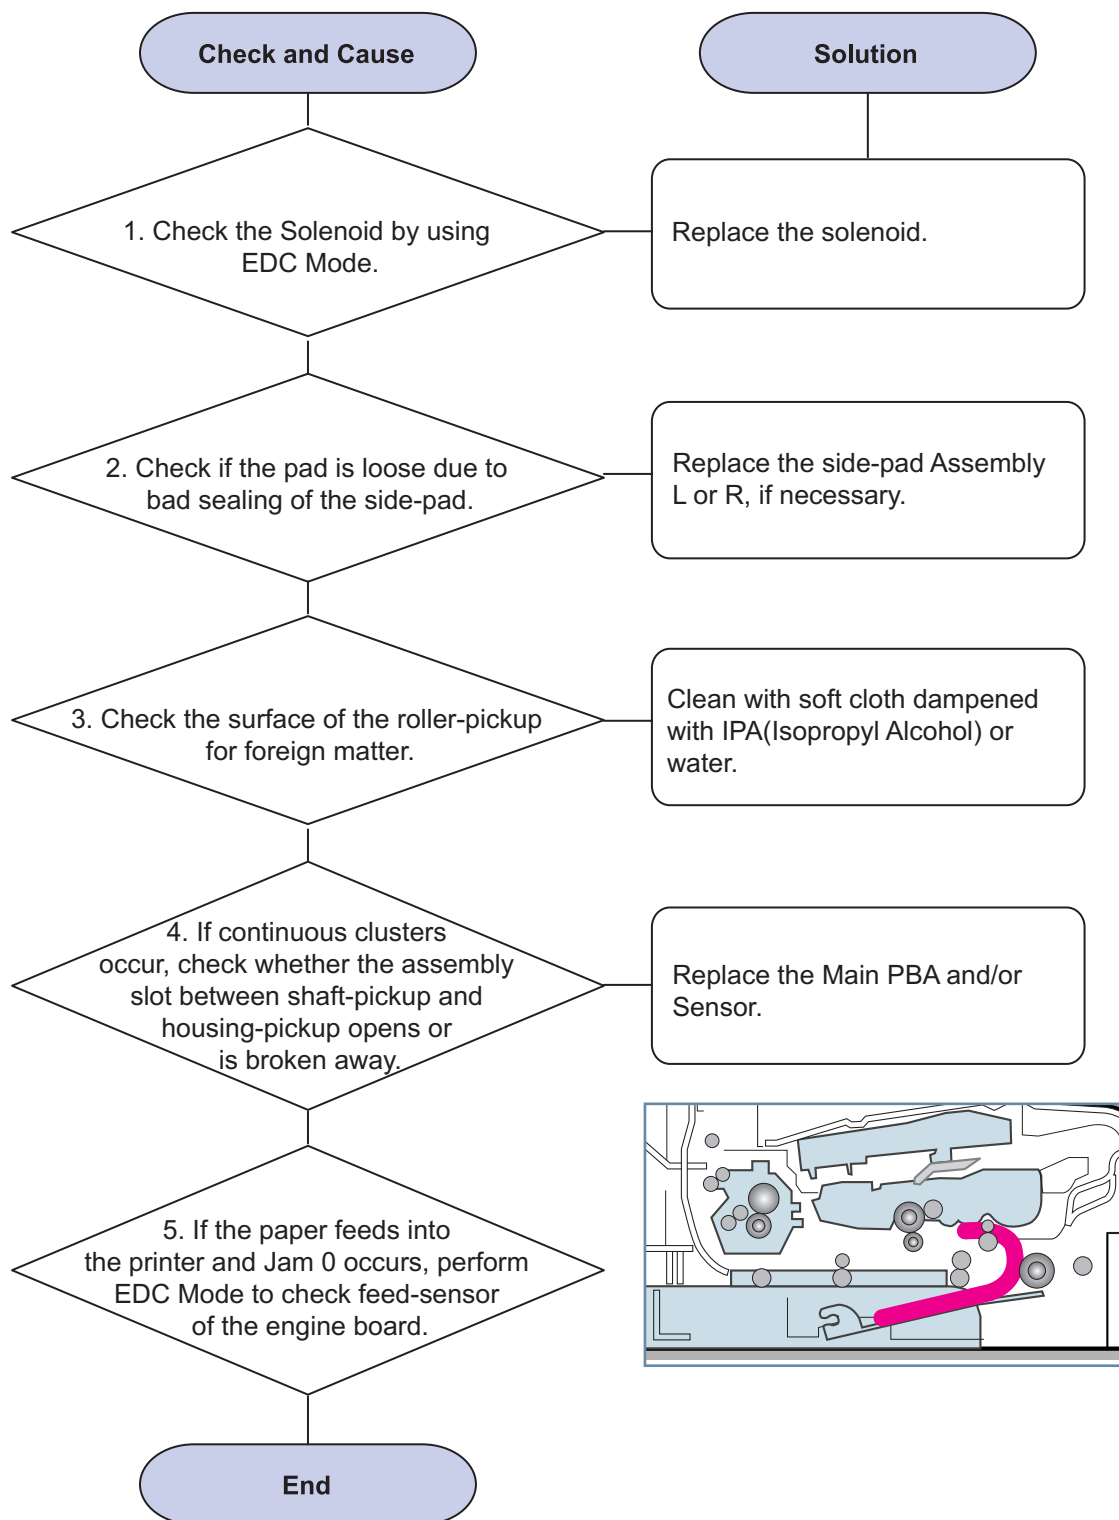 Check and Cause
Solution
1. Check the Solenoid by using
EDC Mode.
Replace the solenoid.
2. Check if the pad is loose due to
bad sealing of the side-pad.
Replace the side-pad Assembly
L or R, if necessary.
3. Check the surface of the roller-pickup
for foreign matter.
Clean with soft cloth dampened
with IPA(Isopropyl Alcohol) or
water.
4. If continuous clusters
occur, check whether the assembly
slot between shaft-pickup and
housing-pickup opens or
is broken away.
Replace the Main PBA and/or
Sensor.
5. If the paper feeds into
the printer and Jam 0 occurs, perform
EDC Mode to check feed-sensor
of the engine board.
End